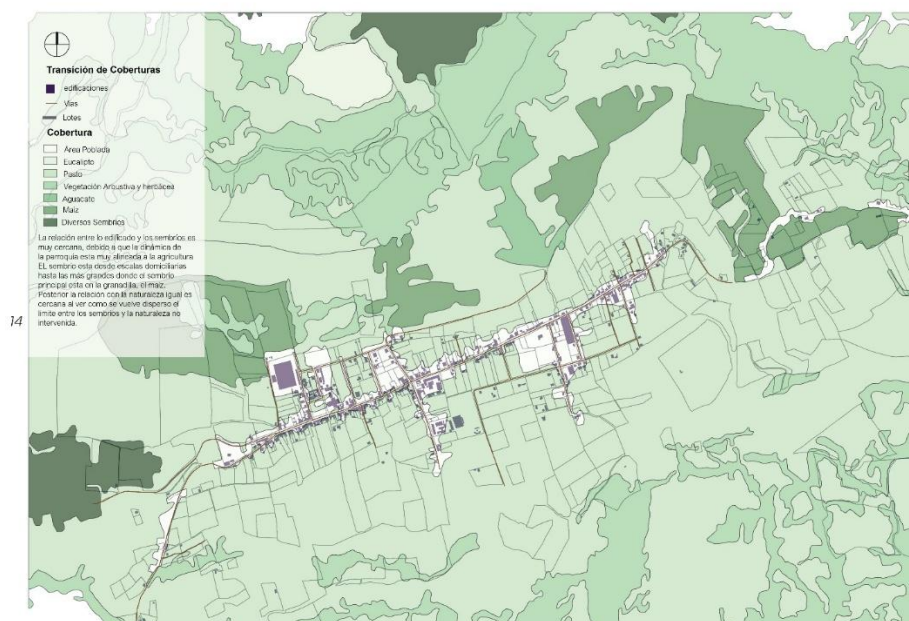 Transición de Coberturas
edificaciones
Vías
Lotes
Cobertura
Área Poblada
Eucalipto
Pasto
Vegetación Arbustiva y herbácea
Aguacate
Maíz
Diversos Sembríos
La relación entre lo edificado y los sembríos es
muy cercana, debido a que la dinámica de
la parroquia esta muy aferrada a la agricultura
EL sembrío esta desde escalas domiciliarias
hasta las más grandes donde el sembrío
principal esta en la granadilla, el maíz.
Posterior la relación con la naturaleza igual es
cercana al ver como se vuelve disperso el
límite entre los sembríos y la naturaleza no
intervenida.
14